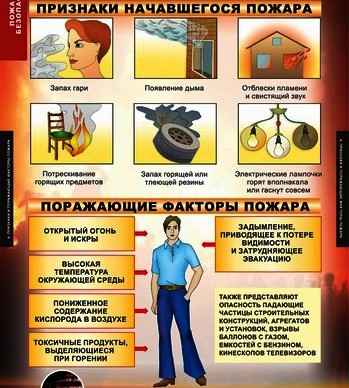 ПОЖА
БЕЗОПА
ПРИЗНАКИ НАЧАВШЕГОСЯ ПОЖАРА
Запах гари
Появление дыма
Отблески пламени
и свистящий звук
Потрескивание
горящих предметов
Запах горящей или
тлеющей резины
Электрические лампочки
горят вполнакала
или гаснут совсем
ПОРАЖАЮЩИЕ ФАКТОРЫ ПОЖАРА
ОТКРЫТЫЙ ОГОНЬ
И ИСКРЫ
ВЫСОКАЯ
ТЕМПЕРАТУРА
ОКРУЖАЮЩЕЙ СРЕДЫ
ПОНИЖЕННОЕ
СОДЕРЖАНИЕ
КИСЛОРОДА В ВОЗДУХЕ
ТОКСИЧНЫЕ ПРОДУКТЫ,
ВЫДЕЛЯЮЩИЕСЯ
ПРИ ГОРЕНИИ
ЗАДЫМЛЕНИЕ,
ПРИВОДЯЩЕЕ К ПОТЕРЕ
ВИДИМОСТИ
И ЗАТРУДНЯЮЩЕЕ
ЭВАКУАЦИЮ
ТАКЖЕ ПРЕДСТАВЛЯЮТ
ОПАСНОСТЬ ПАДАЮЩИЕ
ЧАСТИЦЫ СТРОИТЕЛЬНЫХ
КОНСТРУКЦИЙ, АГРЕГАТОВ
И УСТАНОВОК, ВЗРЫВЫ
БАЛЛОНОВ С ГАЗОМ,
ЕМКОСТЕЙ С БЕНЗИНОМ,
КИНЕСКОПОВ ТЕЛЕВИЗОРОВ